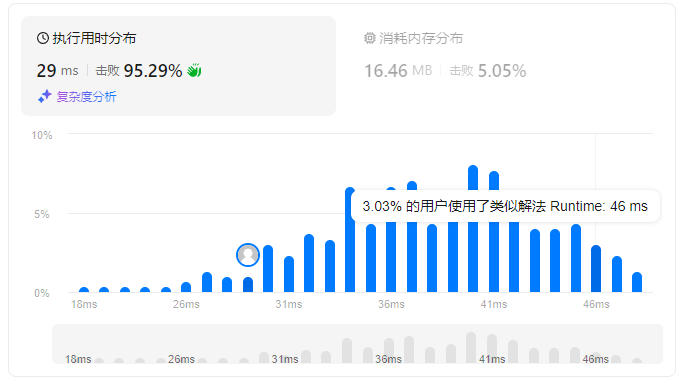 执行用时分布
29 ms 击败 95.29%
复杂度分析
消耗内存分布
16.46 MB 击败 5.05%
10%
5%
0%
3.03% 的用户使用了类似解法 Runtime: 46 ms
18ms 26ms 31ms 36ms 41ms 46ms
18ms 26ms 31ms 36ms 41ms 46ms